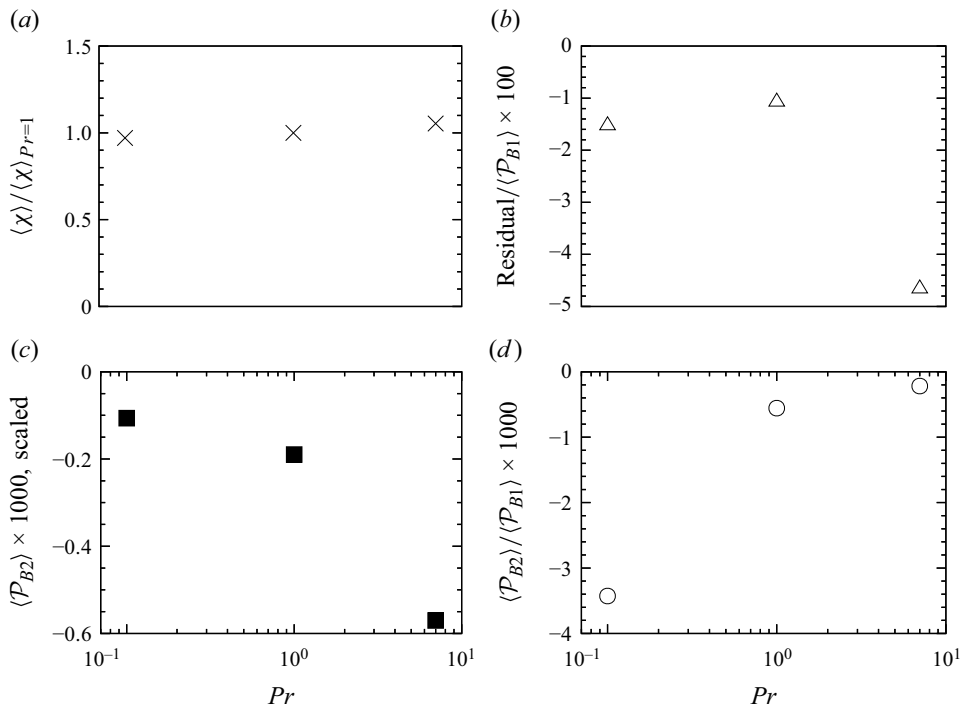 (a)
1.5
1.0
0.5
0
⟨χ⟩/⟨χ⟩Pr=1
(b)
0
−1
−2
−3
−4
−5
Residual/⟨𝒫B1⟩ × 100
(c)
0
−0.2
−0.4
−0.6
⟨𝒫B2⟩ × 1000, scaled
10⁻¹
10⁰
10¹
Pr
(d)
0
−1
−2
−3
−4
⟨𝒫B2⟩/⟨𝒫B1⟩ × 1000
10⁻¹
10⁰
10¹
Pr